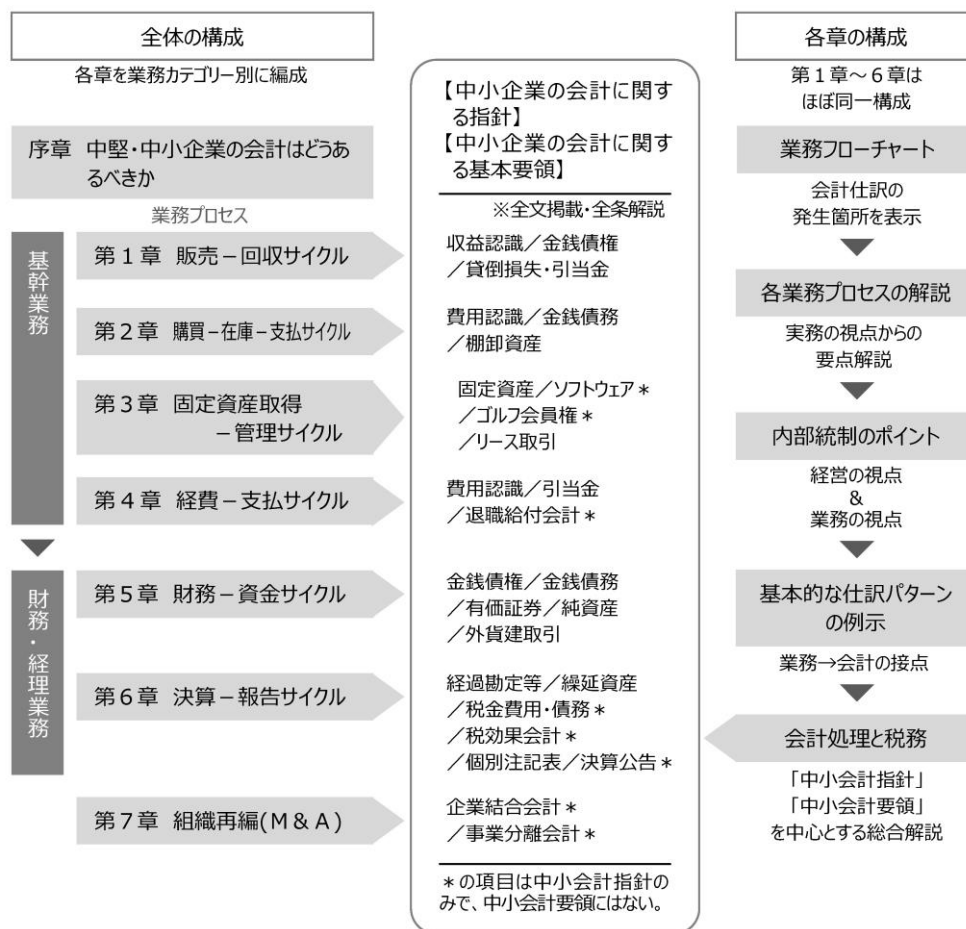 全体の構成
各章を業務カテゴリー別に編成
序章 中堅・中小企業の会計はどうあ
るべきか
業務プロセス
基幹業務
第1章 販売－回収サイクル
第2章 購買－在庫－支払サイクル
第3章 固定資産取得
－管理サイクル
第4章 経費－支払サイクル
財務・経理業務
第5章 財務－資金サイクル
第6章 決算－報告サイクル
第7章 組織再編(M＆A)
【中小企業の会計に関す
る指針】
【中小企業の会計に関す
る基本要領】
※全文掲載・全条解説
収益認識／金銭債権
／貸倒損失・引当金
費用認識／金銭債務
／棚卸資産
固定資産／ソフトウェア＊
／ゴルフ会員権＊
／リース取引
費用認識／引当金
／退職給付会計＊
金銭債権／金銭債務
／有価証券／純資産
／外貨建取引
経過勘定等／繰延資産
／税金費用・債務＊
／税効果会計＊
／個別注記表／決算公告＊
企業結合会計＊
／事業分離会計＊
＊の項目は中小会計指針の
みで、中小会計要領にはない。
各章の構成
第1章～6章は
ほぼ同一構成
業務フローチャート
会計仕訳の
発生箇所を表示
各業務プロセスの解説
実務の視点からの
要点解説
内部統制のポイント
経営の視点
＆
業務の視点
基本的な仕訳パターン
の例示
業務→会計の接点
会計処理と税務
「中小会計指針」
「中小会計要領」
を中心とする総合解説